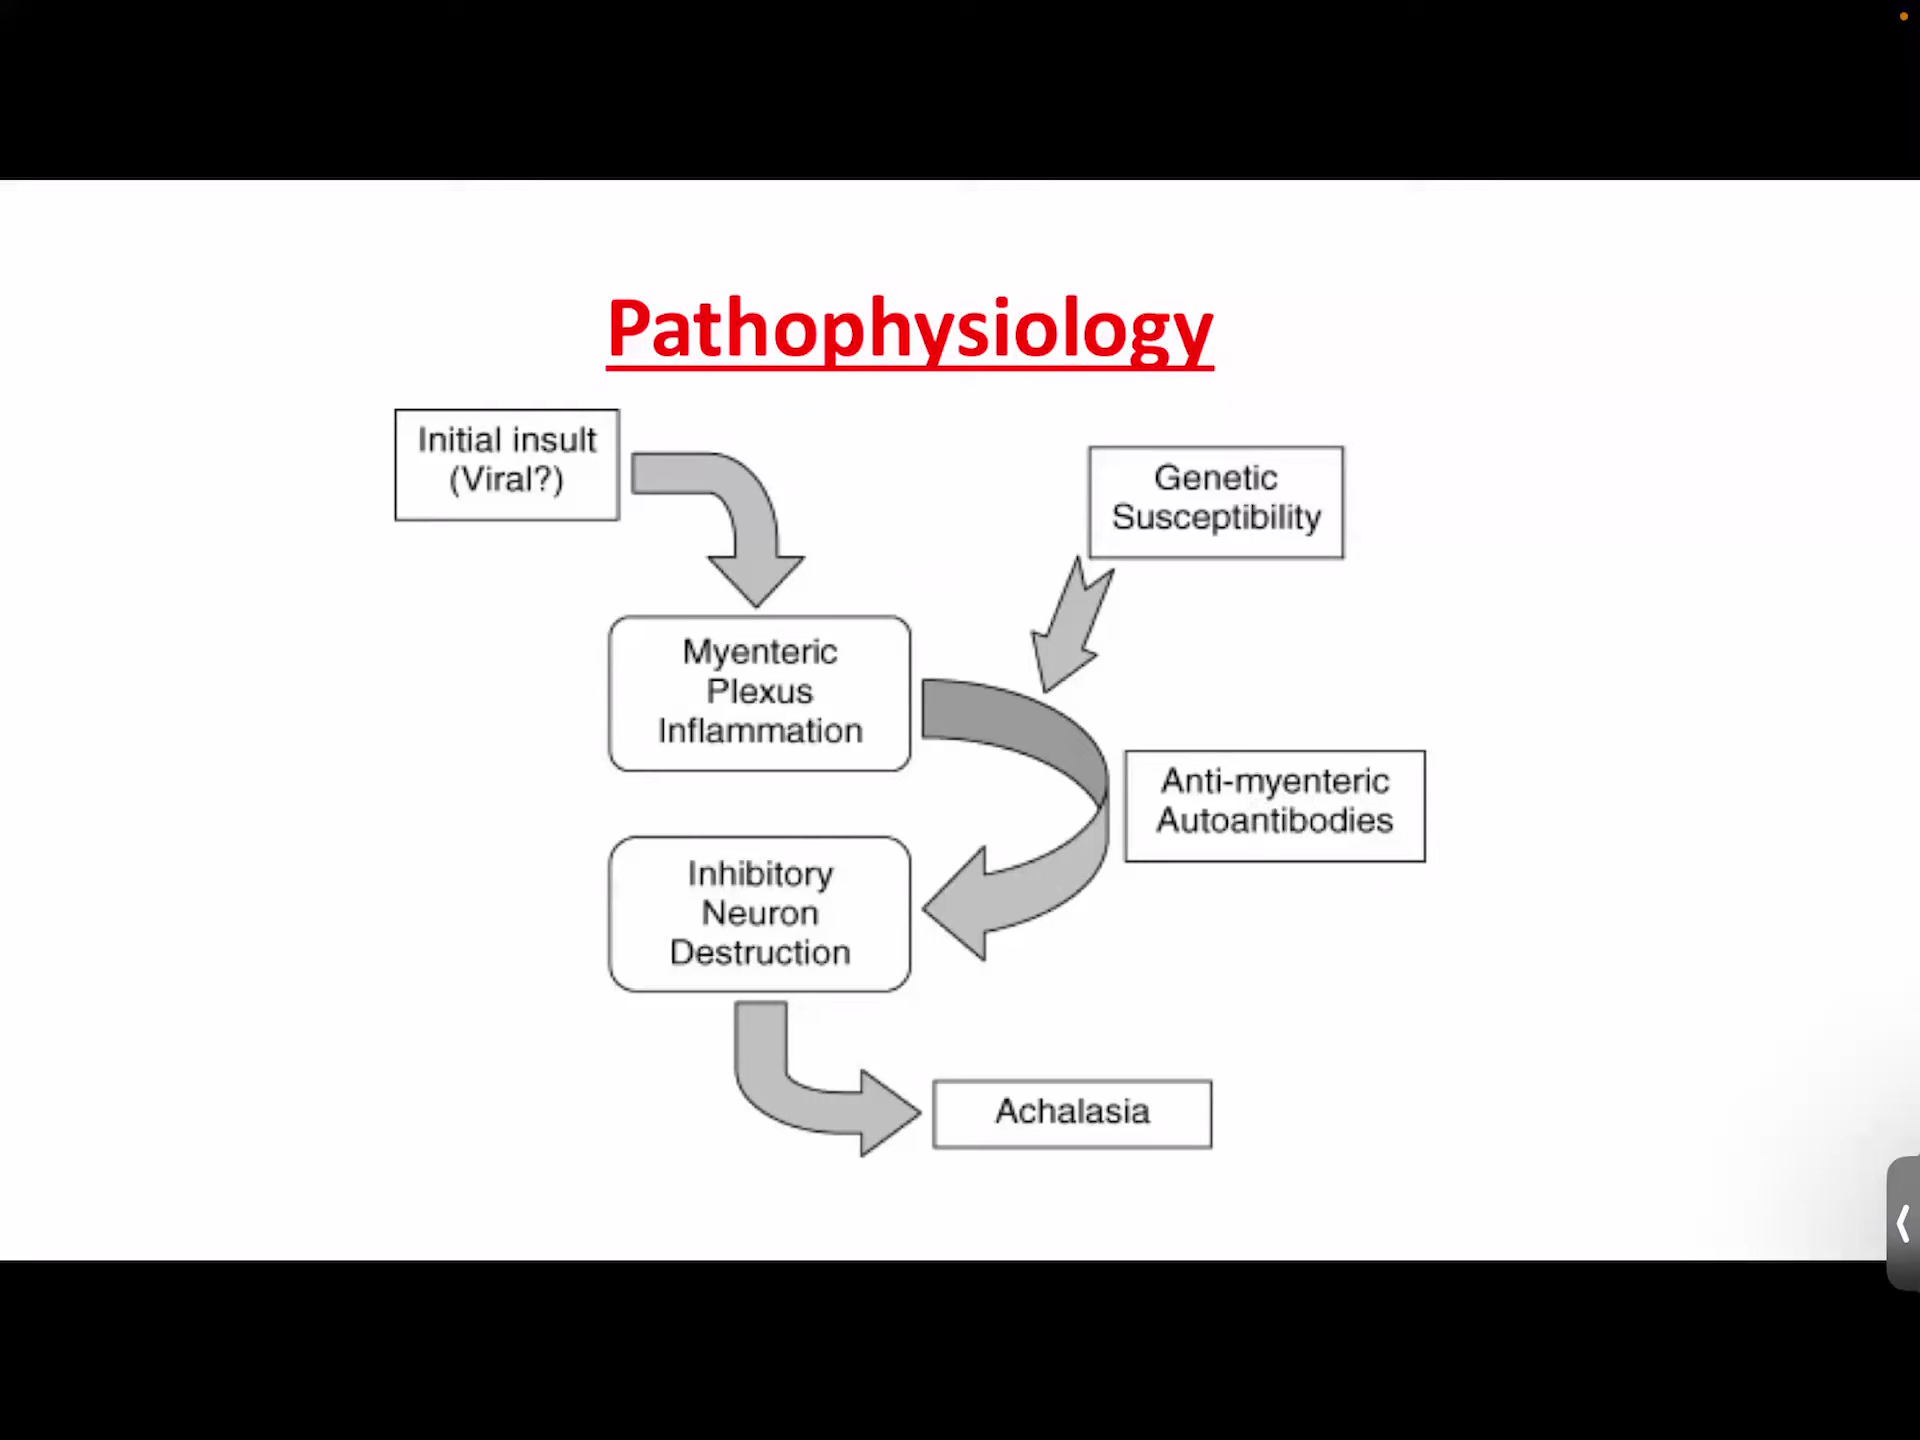 Pathophysiology
Initial insult
(Viral?)
Genetic
Susceptibility
Myenteric
Plexus
Inflammation
Anti-myenteric
Autoantibodies
Inhibitory
Neuron
Destruction
Achalasia